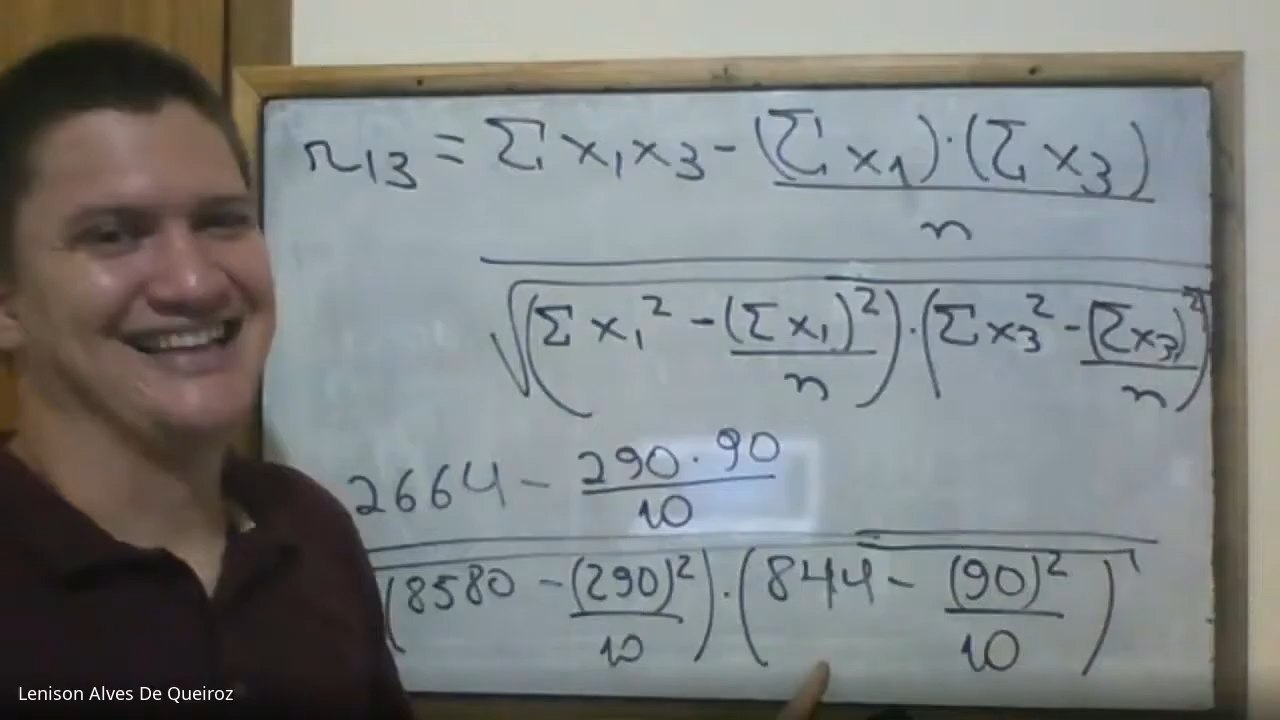 r13 = Σ x1x3 - (Σ x1)·(Σ x3)
n
√(Σ x1² - (Σ x1)²)·(Σ x3² - (Σx3)²)
n n
2664 - 290·90
10
(8580 - (290)²)·(844 - (90)²)
10 10
Lenison Alves De Queiroz